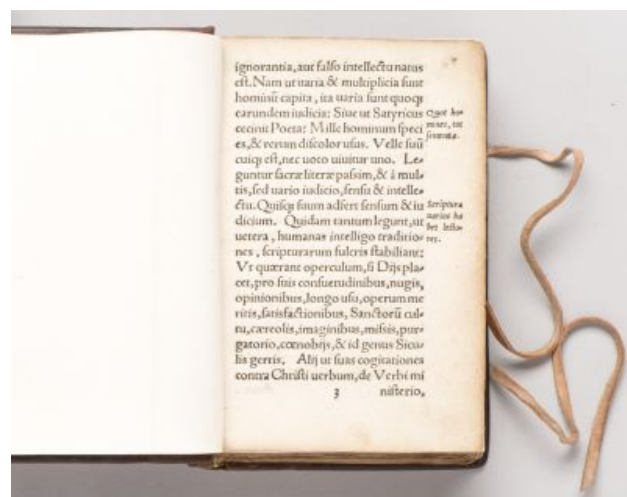 ignorantia, aut falso intellectu natus
est. Nam ut uaria & multiplicia sunt
hominū capita, ita uaria sunt quoqȝ
earundem iudicia: Siue ut Satyricus
cecinit Poeta: Mille hominum speci
es, & rerum discolor usus. Velle suū
cuiqȝ est, nec uoto uiuitur uno. Le-
guntur sacræ literæ passim, & à mul-
tis, sed uario iudicio, sensu & intelle-
ctu. Quisqȝ suum adfert sensum & iu
dicium. Quidam tantum legunt, ut
uetera, humanas intelligo traditio-
nes, scripturarum fulcris stabiliant:
Vt quærant operculum, si Dijs pla-
cet, pro suis consuetudinibus, nugis,
opinionibus, longo usu, operum me
ritis, satisfactionibus, Sanctorū cul-
tu, cæreolis, imaginibus, missis, pur-
gatorio, cœnobijs, & id genus Sicu-
lis gerris. Alij ut suas cogitationes
contra Christi uerbum, de Verbi mi
3 nisterio,
Quot ho
mines, tot
sententiæ.
Scriptura
uarios ha
bet lecto-
res.